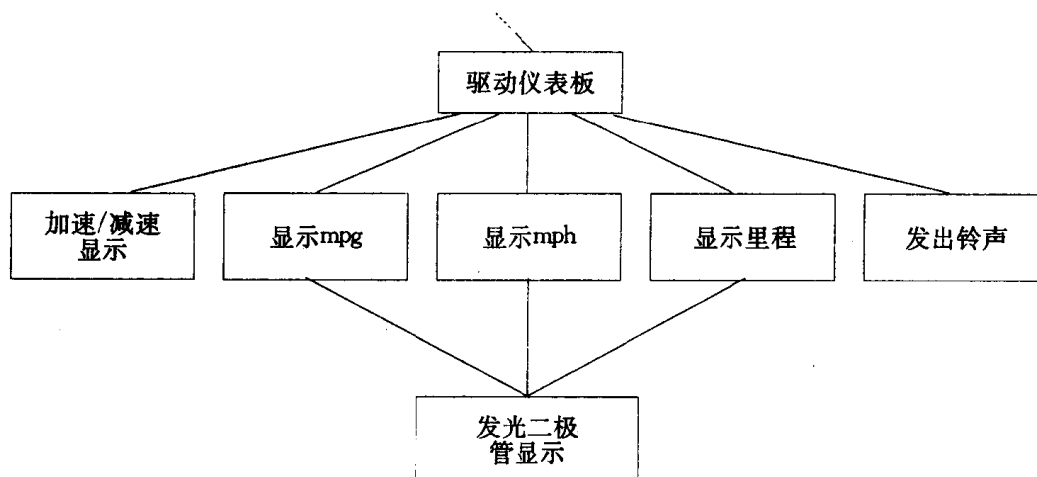 驱动仪表板
加速/减速
显示
显示mpg
显示mph
显示里程
发出铃声
发光二极
管显示